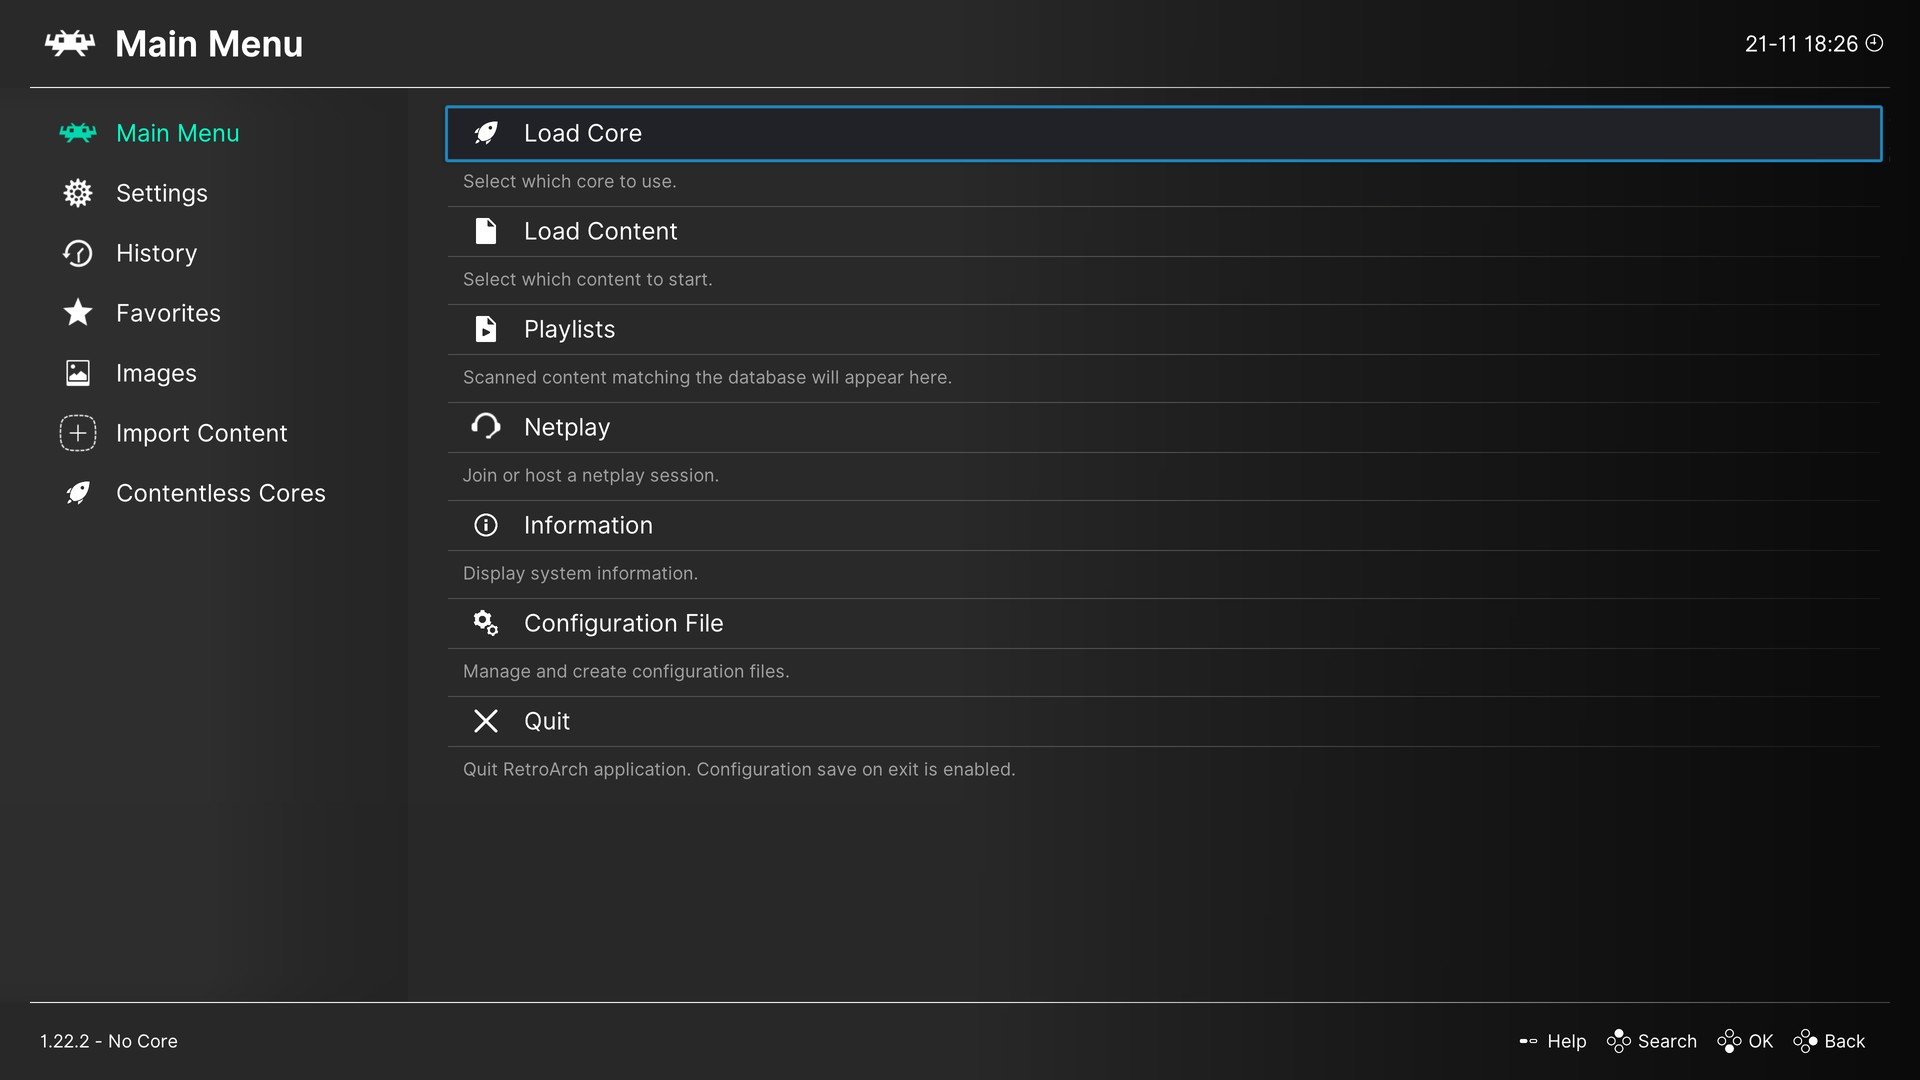 Main Menu
21-11 18:26
Main Menu
Settings
History
Favorites
Images
Import Content
Contentless Cores
Load Core
Select which core to use.
Load Content
Select which content to start.
Playlists
Scanned content matching the database will appear here.
Netplay
Join or host a netplay session.
Information
Display system information.
Configuration File
Manage and create configuration files.
Quit
Quit RetroArch application. Configuration save on exit is enabled.
1.22.2 - No Core
Help Search OK Back